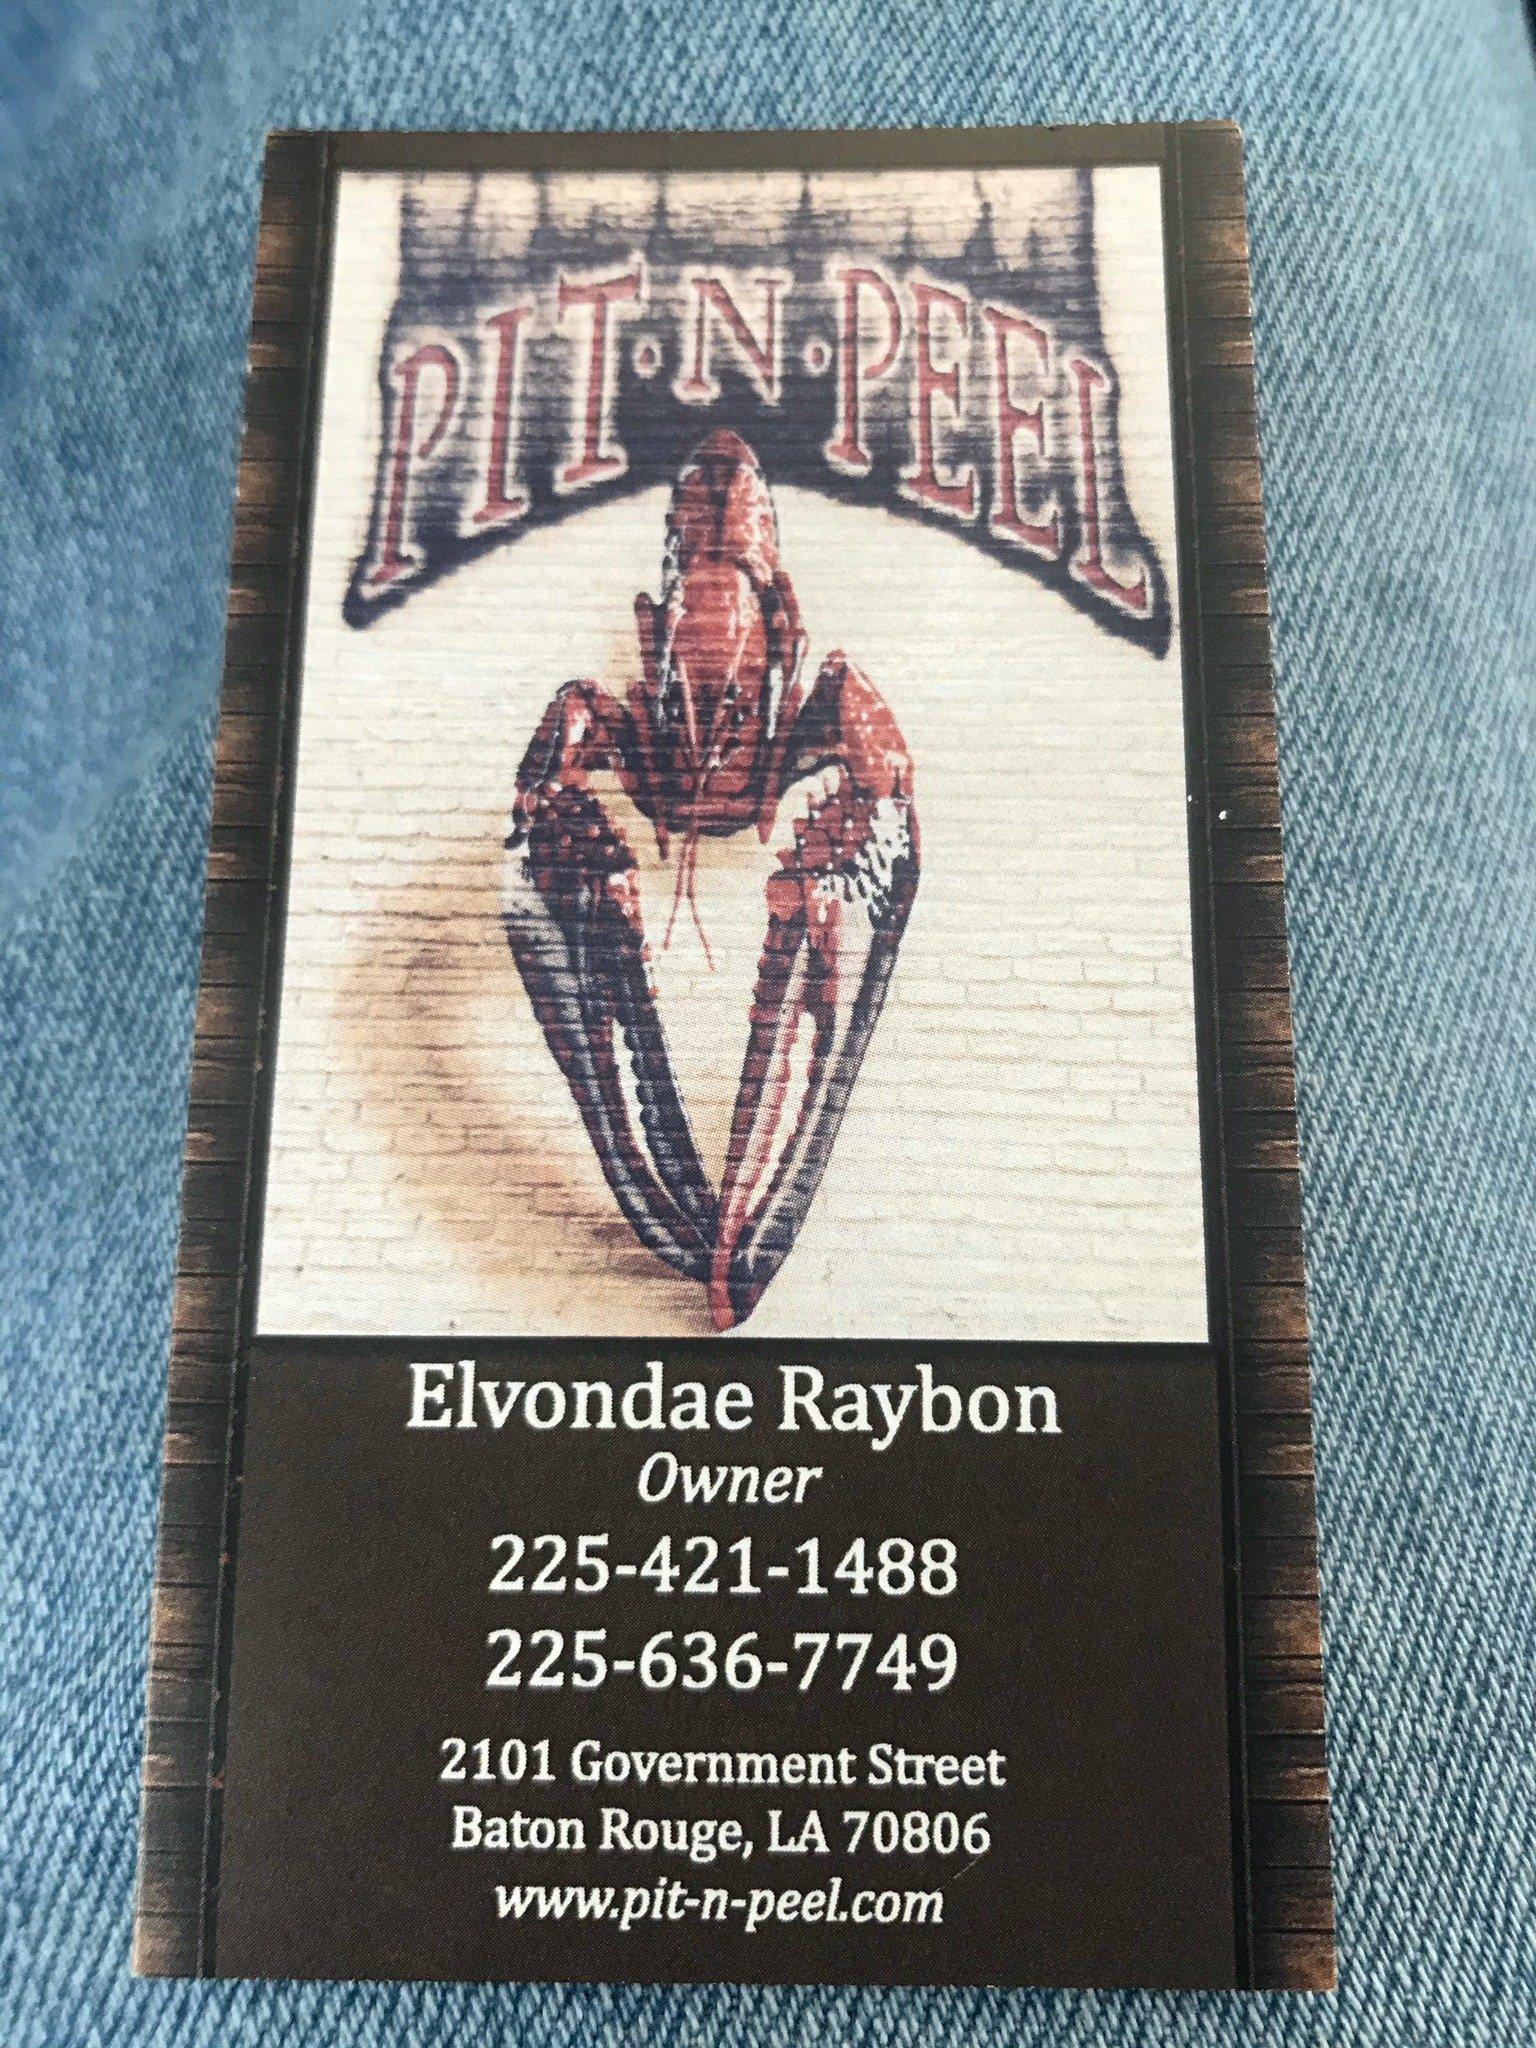 PIT·N·PEEL
Elvondae Raybon
Owner
225-421-1488
225-636-7749
2101 Government Street
Baton Rouge, LA 70806
www.pit-n-peel.com